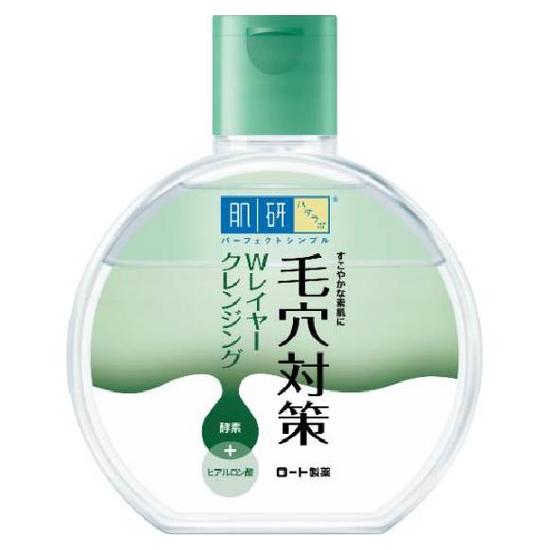 肌研
ハダラボ
®
パーフェクトシンプル
すこやかな素肌に
毛穴対策
Wレイヤー
クレンジング
酵素
+
ヒアルロン酸
ロート製薬